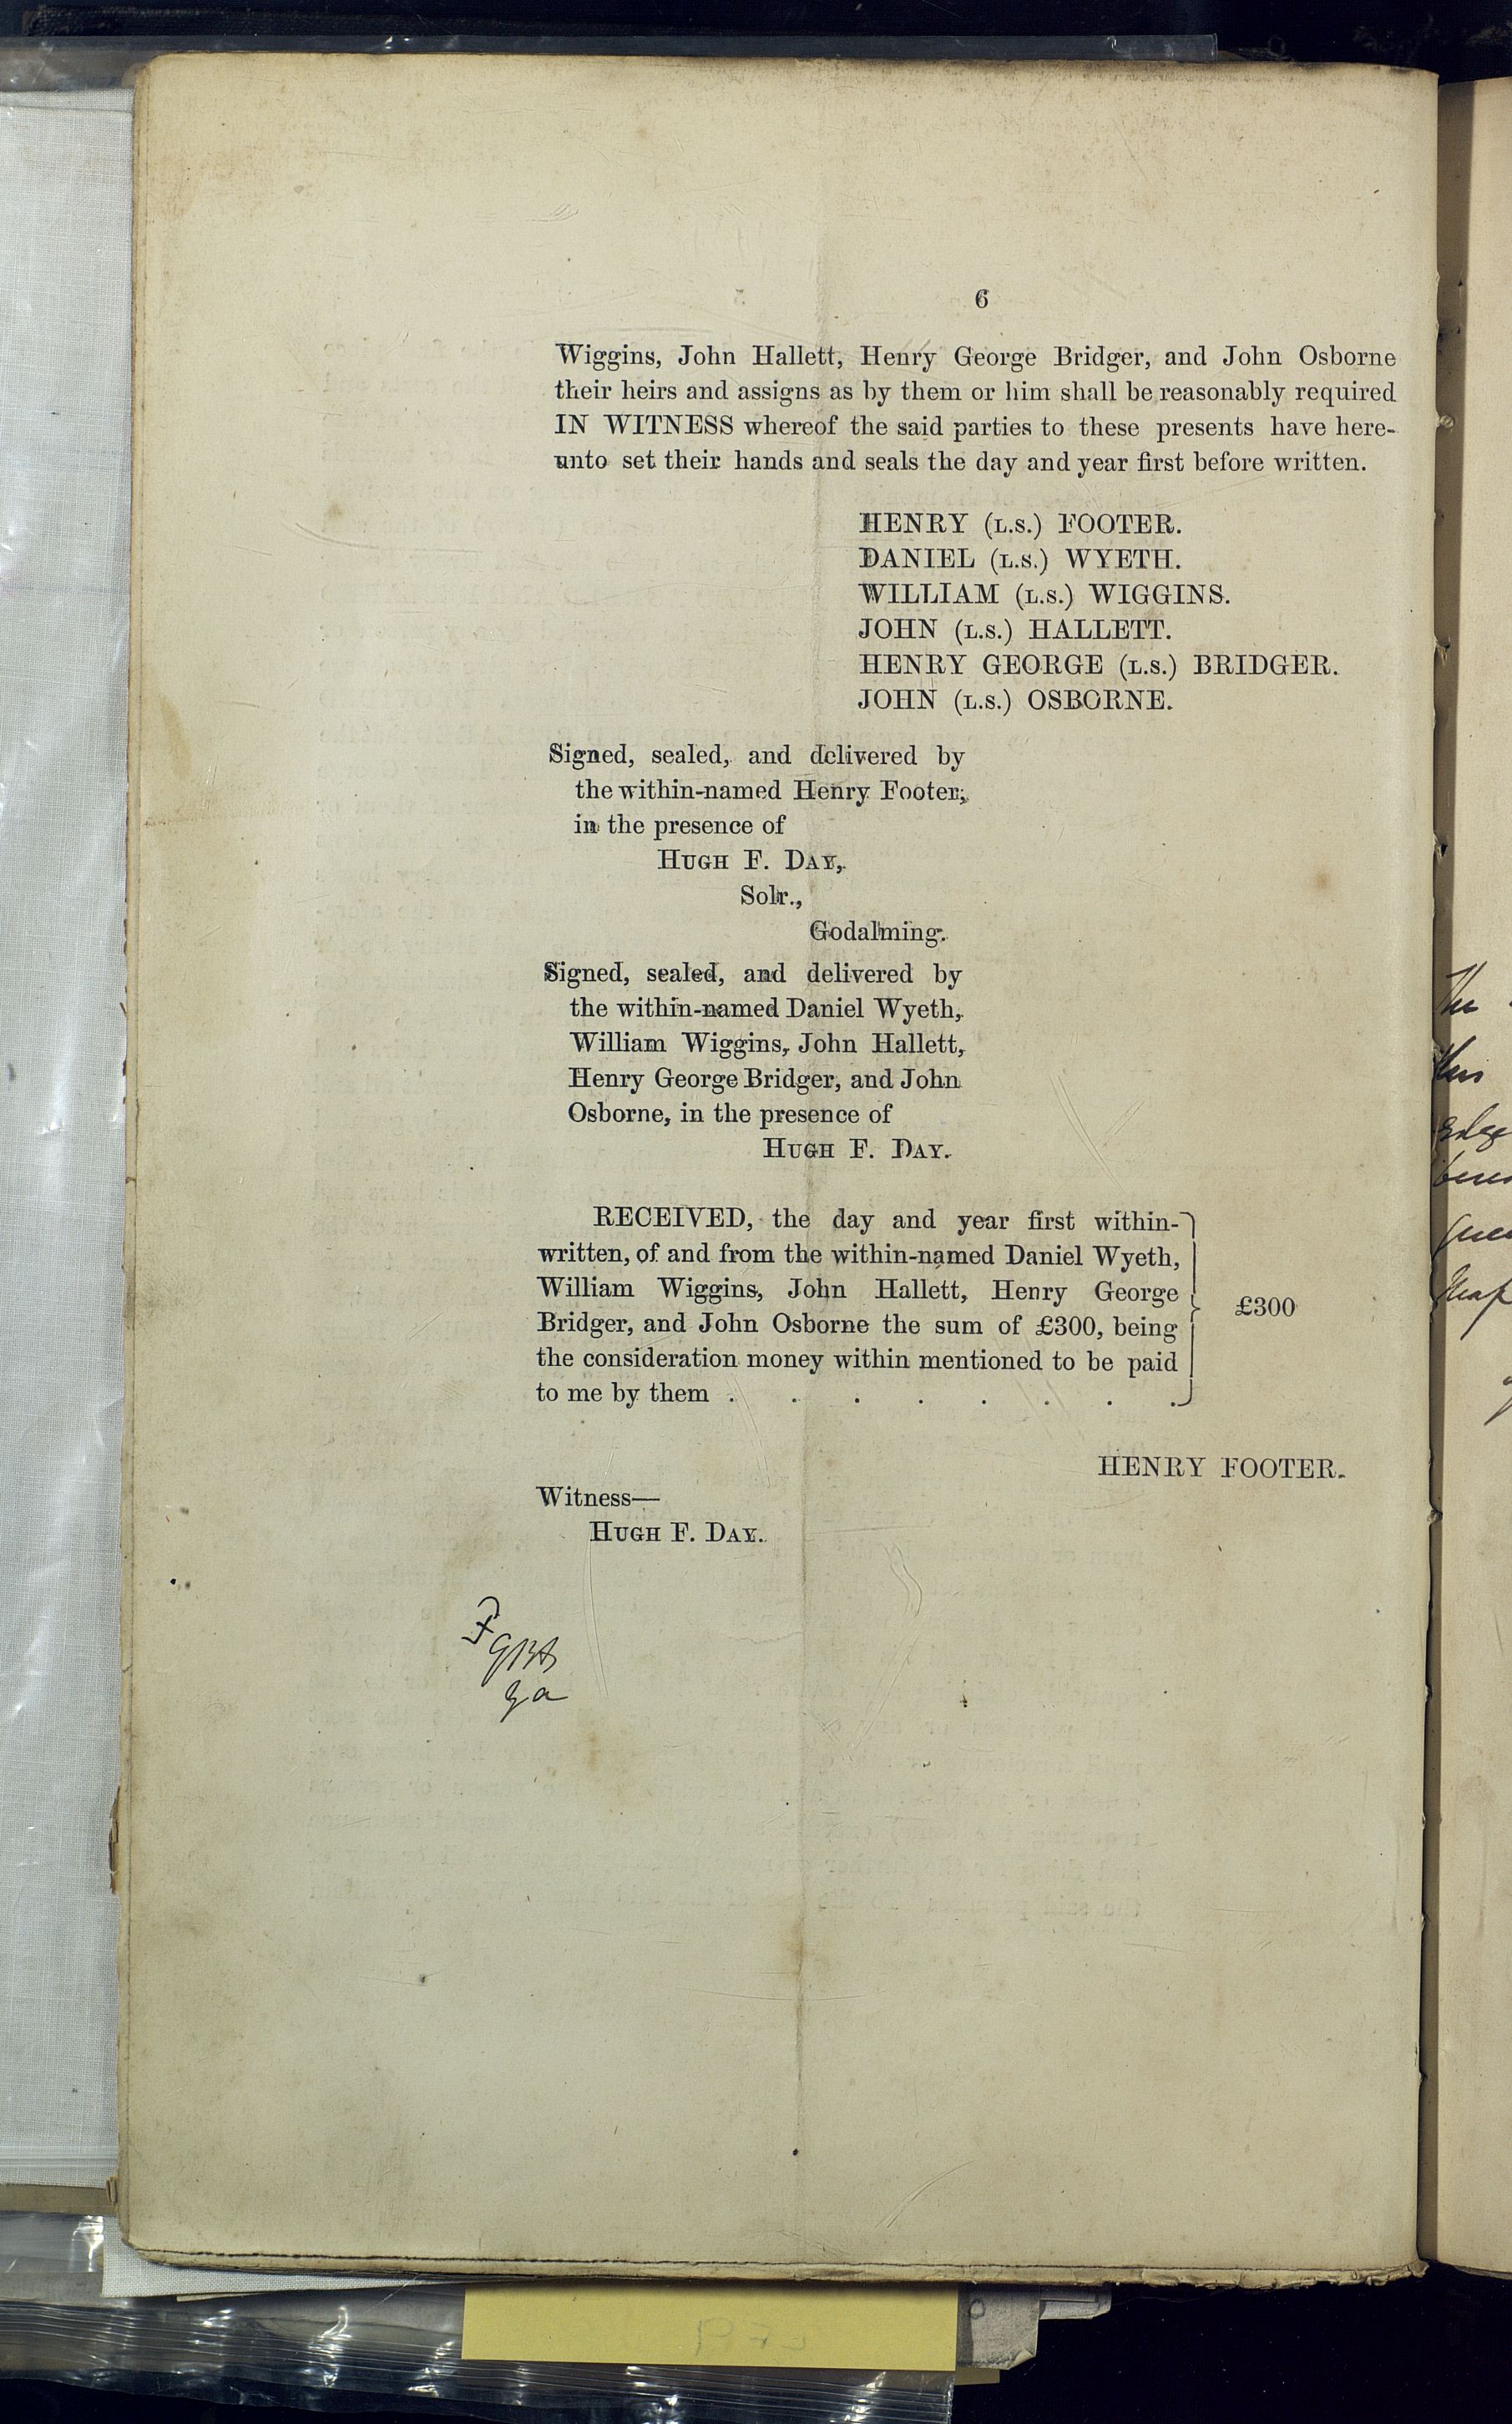 6
Wiggins, John Hallett, Henry George Bridger, and John Osborne
their heirs and assigns as by them or him shall be reasonably required
IN WITNESS whereof the said parties to these presents have here-
unto set their hands and seals the day and year first before written.
HENRY (L.S.) FOOTER.
DANIEL (L.S.) WYETH.
WILLIAM (L.S.) WIGGINS.
JOHN (L.S.) HALLETT.
HENRY GEORGE (L.S.) BRIDGER.
JOHN (L.S.) OSBORNE.
Signed, sealed, and delivered by
the within-named Henry Footer,
in the presence of
HUGH F. DAY,
Solr.,
Godalming.
Signed, sealed, and delivered by
the within-named Daniel Wyeth,
William Wiggins, John Hallett,
Henry George Bridger, and John
Osborne, in the presence of
HUGH F. DAY.
RECEIVED, the day and year first within-
written, of and from the within-named Daniel Wyeth,
William Wiggins, John Hallett, Henry George
Bridger, and John Osborne the sum of £300, being
the consideration money within mentioned to be paid
to me by them . . . . . . . .
£300
HENRY FOOTER.
Witness—
HUGH F. DAY.